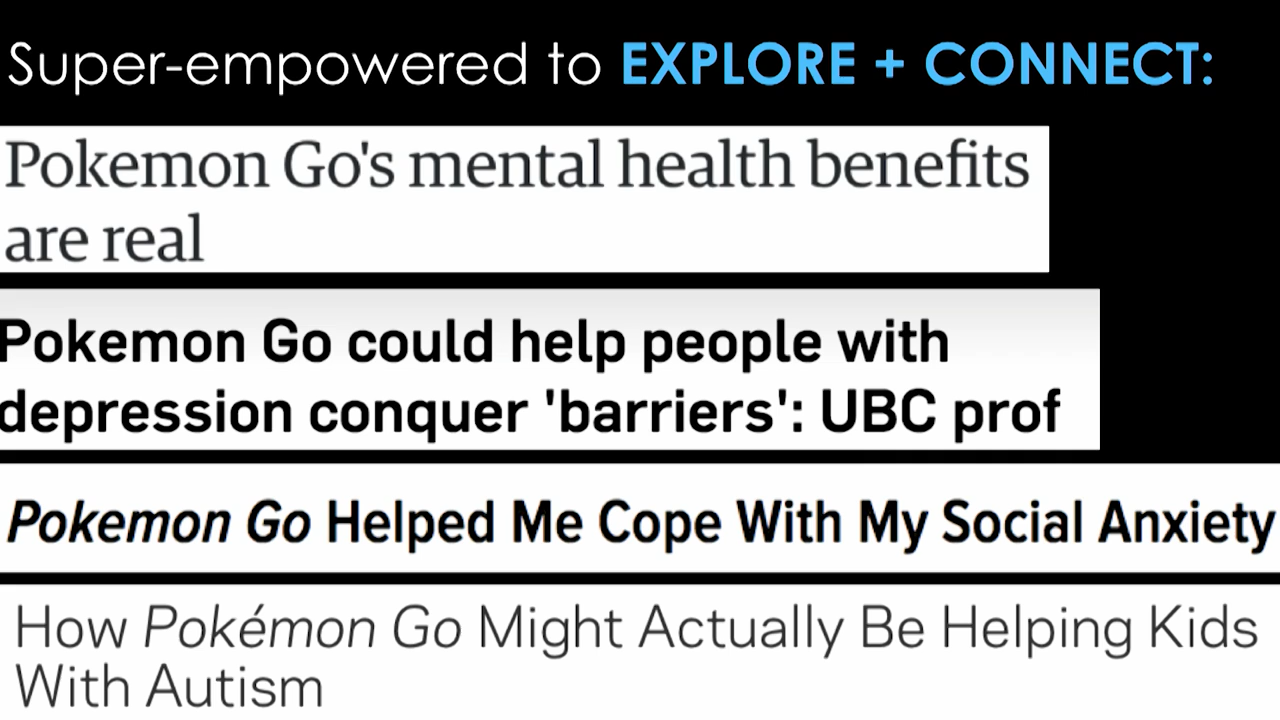 Super-empowered to EXPLORE + CONNECT:
Pokemon Go's mental health benefits
are real
Pokemon Go could help people with
depression conquer 'barriers': UBC prof
Pokemon Go Helped Me Cope With My Social Anxiety
How Pokémon Go Might Actually Be Helping Kids
With Autism